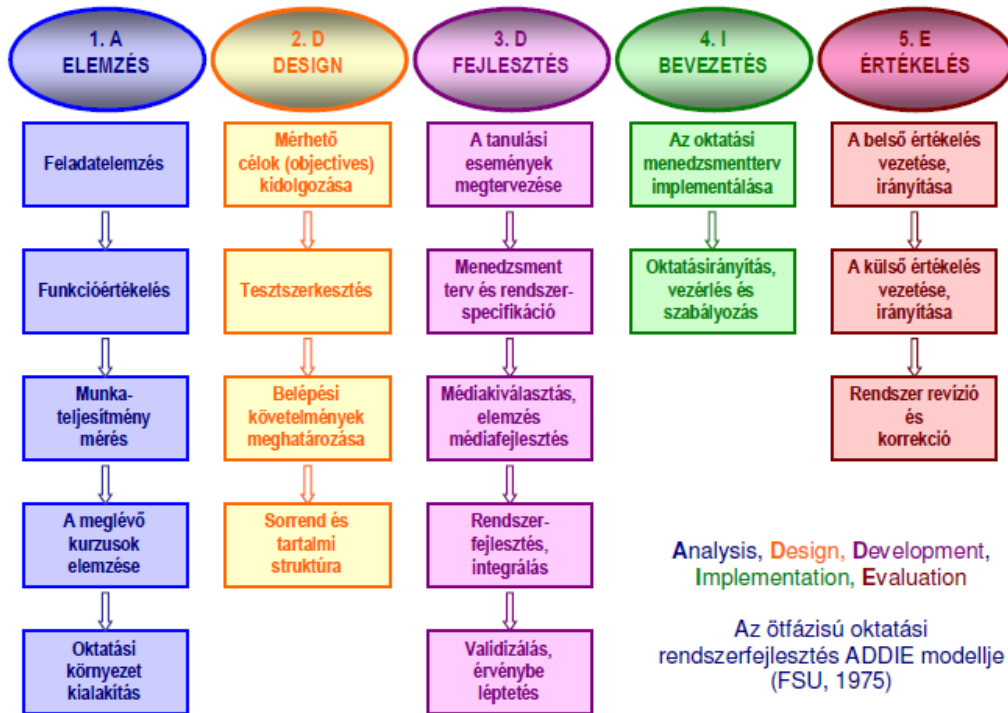 1. A
ELEMZÉS
Feladatelemzés
Funkcióértékelés
Munka-
teljesítmény
mérés
A meglévő
kurzusok
elemzése
Oktatási
környezet
kialakítás
2. D
DESIGN
Mérhető
célok (objectives)
kidolgozása
Tesztszerkesztés
Belépési
követelmények
meghatározása
Sorrend és
tartalmi
struktúra
3. D
FEJLESZTÉS
A tanulási
események
megtervezése
Menedzsment
terv és rendszer-
specifikáció
Médiakiválasztás,
elemzés
médiafejlesztés
Rendszer-
fejlesztés,
integrálás
Validizálás,
érvénybe
léptetés
4. I
BEVEZETÉS
Az oktatási
menedzsmentterv
implementálása
Oktatásirányítás,
vezérlés és
szabályozás
5. E
ÉRTÉKELÉS
A belső értékelés
vezetése,
irányítása
A külső értékelés
vezetése,
irányítása
Rendszer revízió
és
korrekció
Analysis, Design, Development,
Implementation, Evaluation
Az ötfázisú oktatási
rendszerfejlesztés ADDIE modellje
(FSU, 1975)